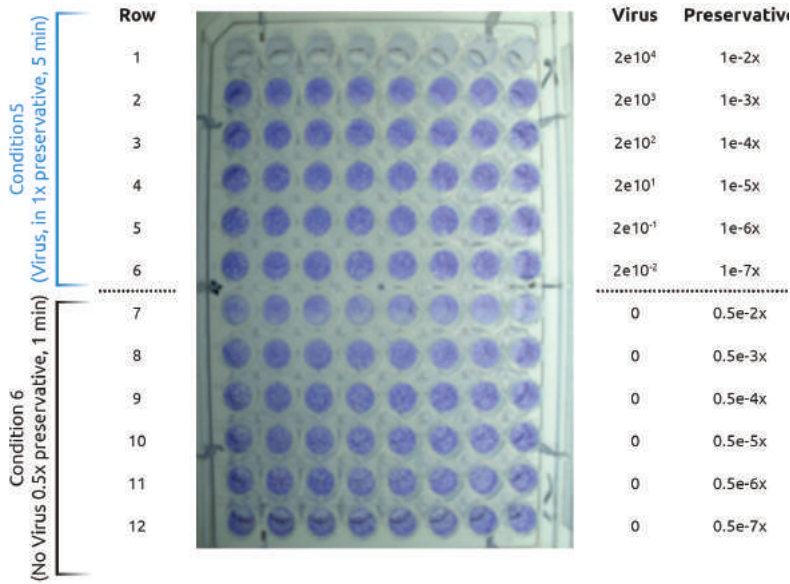 Row Virus Preservative
Condition5
(Virus, in 1x preservative, 5 min)
1 2e10⁴ 1e-2x
2 2e10³ 1e-3x
3 2e10² 1e-4x
4 2e10¹ 1e-5x
5 2e10⁻¹ 1e-6x
6 2e10⁻² 1e-7x
Condition 6
(No Virus 0.5x preservative, 1 min)
7 0 0.5e-2x
8 0 0.5e-3x
9 0 0.5e-4x
10 0 0.5e-5x
11 0 0.5e-6x
12 0 0.5e-7x